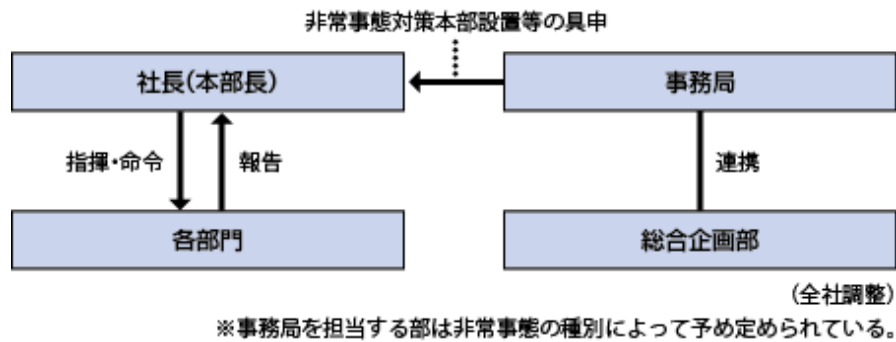 非常事態対策本部設置等の具申
社長(本部長)
事務局
指揮・命令
報告
連携
各部門
総合企画部
(全社調整)
※事務局を担当する部は非常事態の種別によって予め定められている。